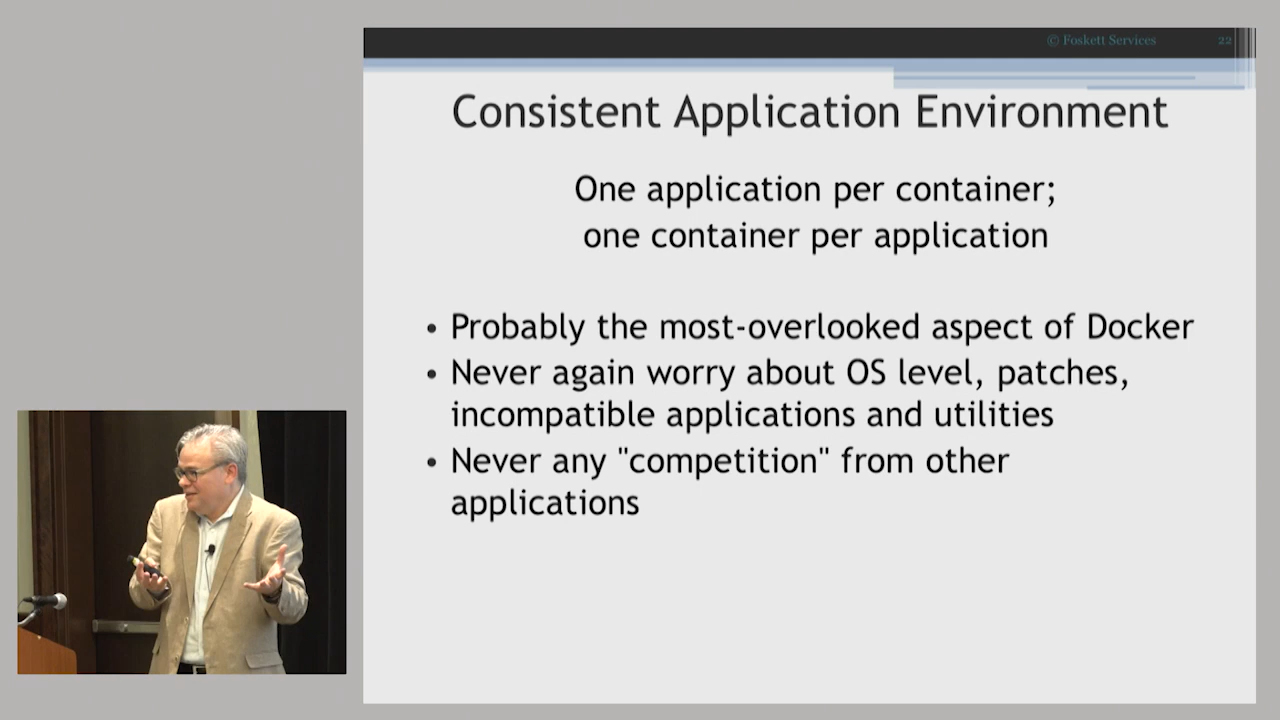 © Foskett Services 22
Consistent Application Environment
One application per container;
one container per application
• Probably the most-overlooked aspect of Docker
• Never again worry about OS level, patches,
incompatible applications and utilities
• Never any "competition" from other
applications